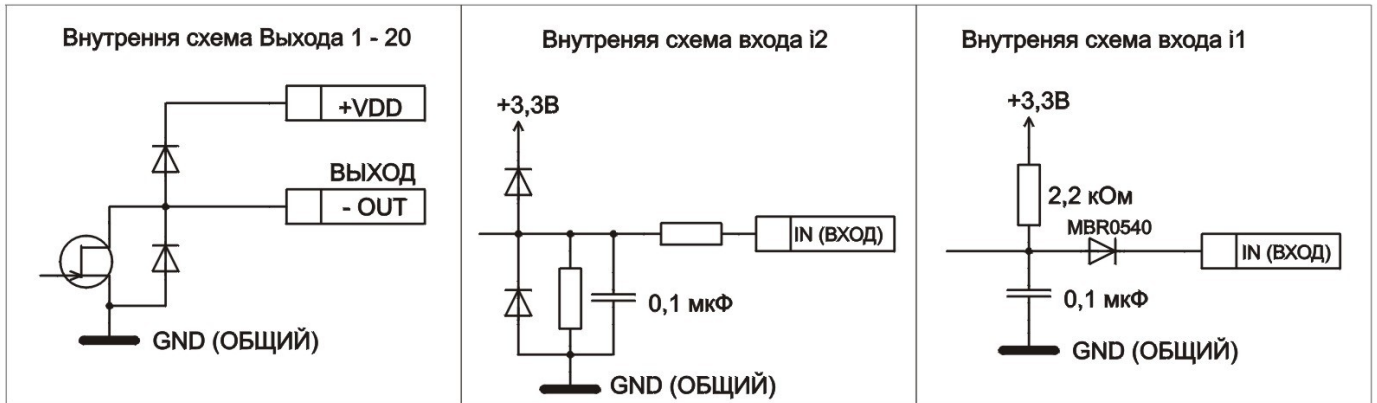 Внутрення схема Выхода 1 - 20
+VDD
ВЫХОД
- OUT
GND (ОБЩИЙ)
Внутреняя схема входа i2
+3,3В
IN (ВХОД)
0,1 мкФ
GND (ОБЩИЙ)
Внутреняя схема входа i1
+3,3В
2,2 кОм
MBR0540
IN (ВХОД)
0,1 мкФ
GND (ОБЩИЙ)